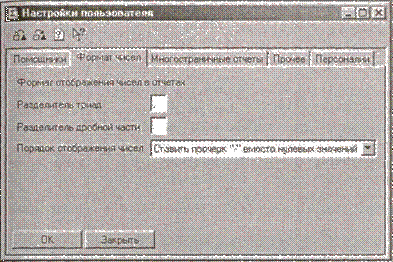 Настройки пользователя
Помощники Формат чисел Многостраничные отчеты Прочее Персоналии
Формат отображения чисел в отчетах
Разделитель триад
Разделитель дробной части
Порядок отображения чисел Ставить прочерк "-" вместо нулевых значений
OK Закрыть